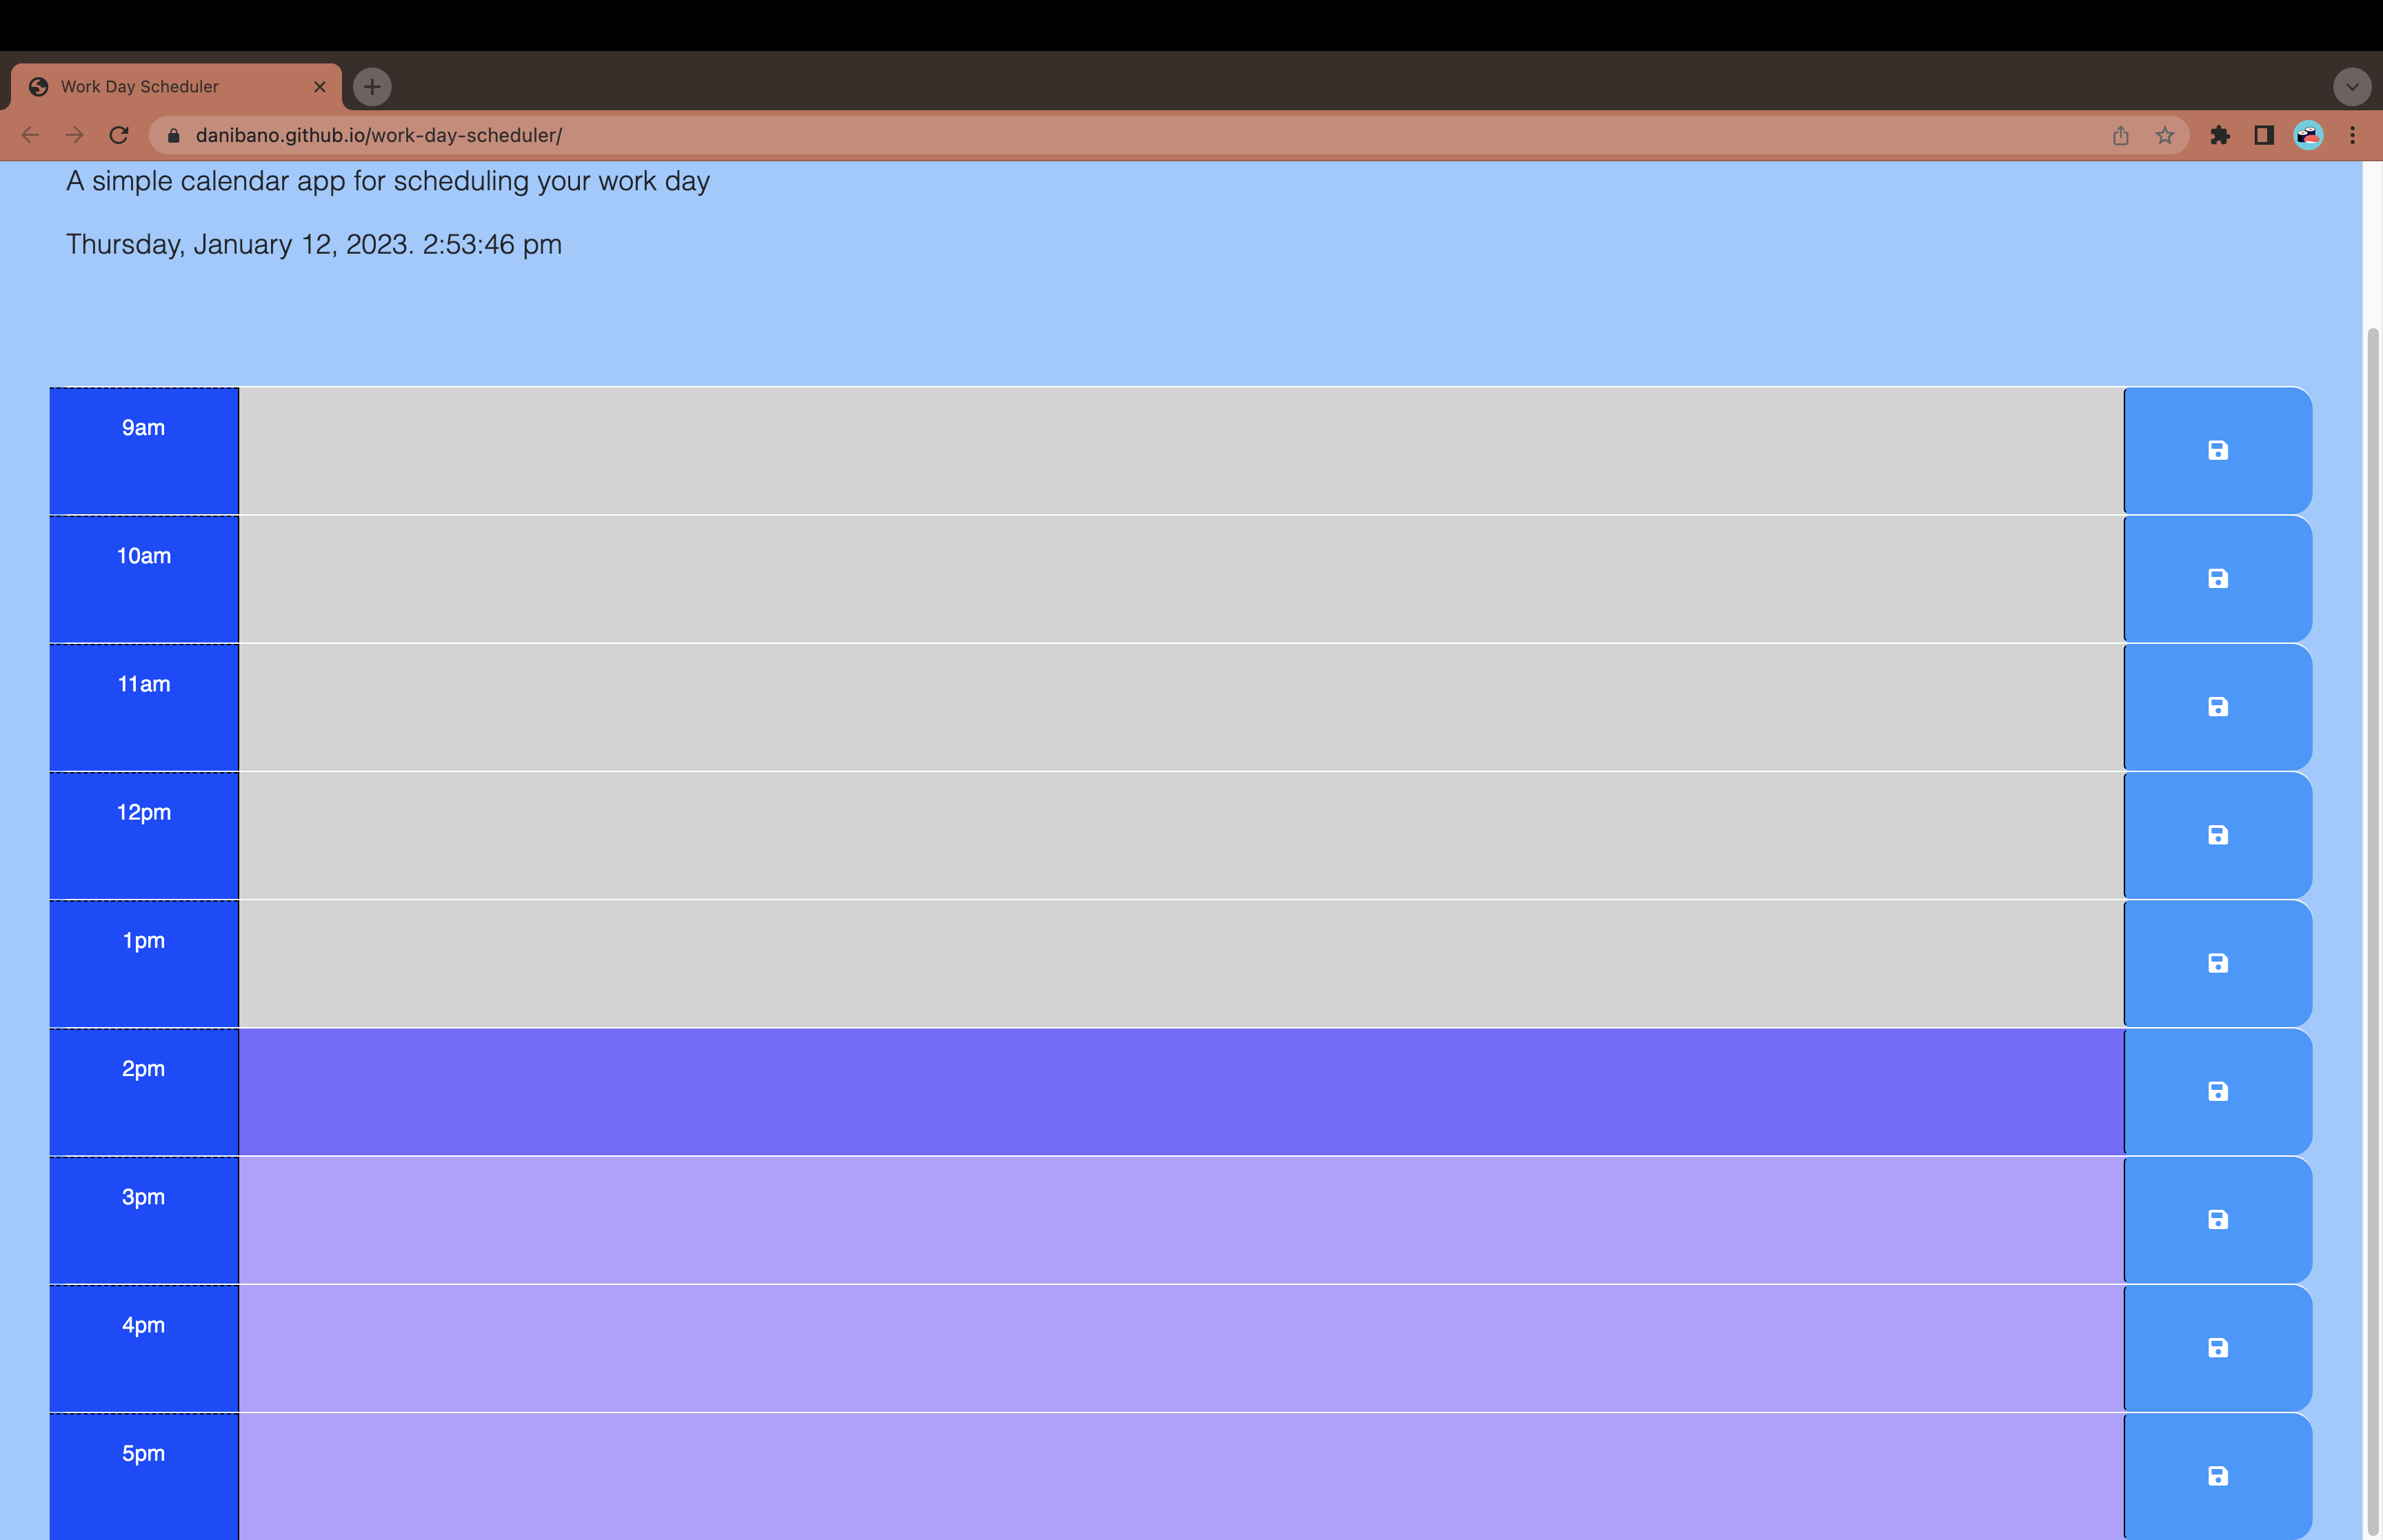 Work Day Scheduler
danibano.github.io/work-day-scheduler/
A simple calendar app for scheduling your work day
Thursday, January 12, 2023. 2:53:46 pm
9am
10am
11am
12pm
1pm
2pm
3pm
4pm
5pm